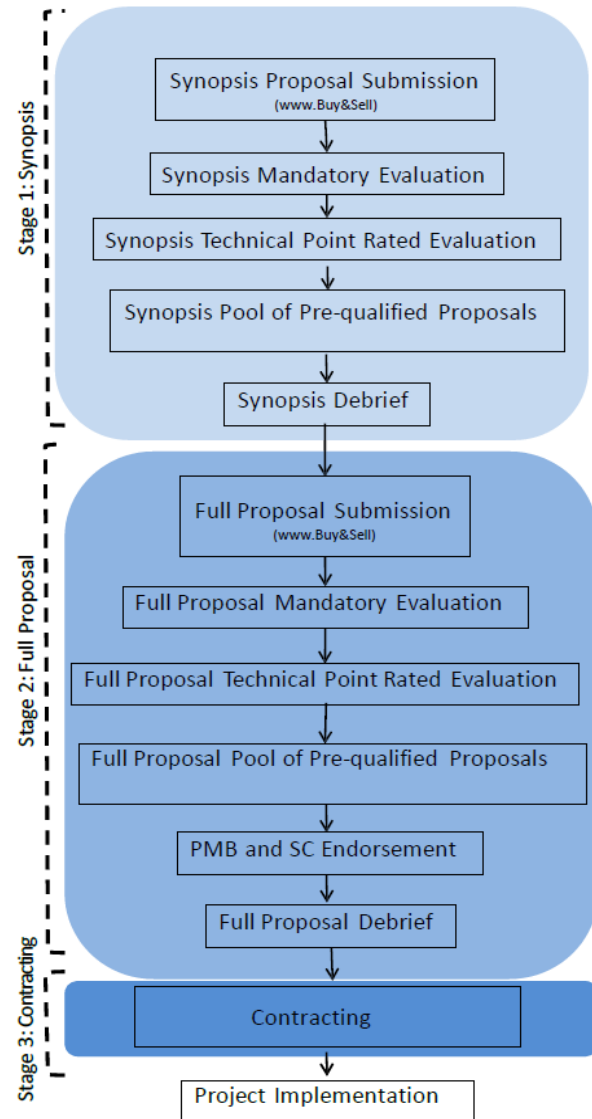 Stage 1: Synopsis
Synopsis Proposal Submission
(www.Buy&Sell)
Synopsis Mandatory Evaluation
Synopsis Technical Point Rated Evaluation
Synopsis Pool of Pre-qualified Proposals
Synopsis Debrief
Stage 2: Full Proposal
Full Proposal Submission
(www.Buy&Sell)
Full Proposal Mandatory Evaluation
Full Proposal Technical Point Rated Evaluation
Full Proposal Pool of Pre-qualified Proposals
PMB and SC Endorsement
Full Proposal Debrief
Stage 3: Contracting
Contracting
Project Implementation